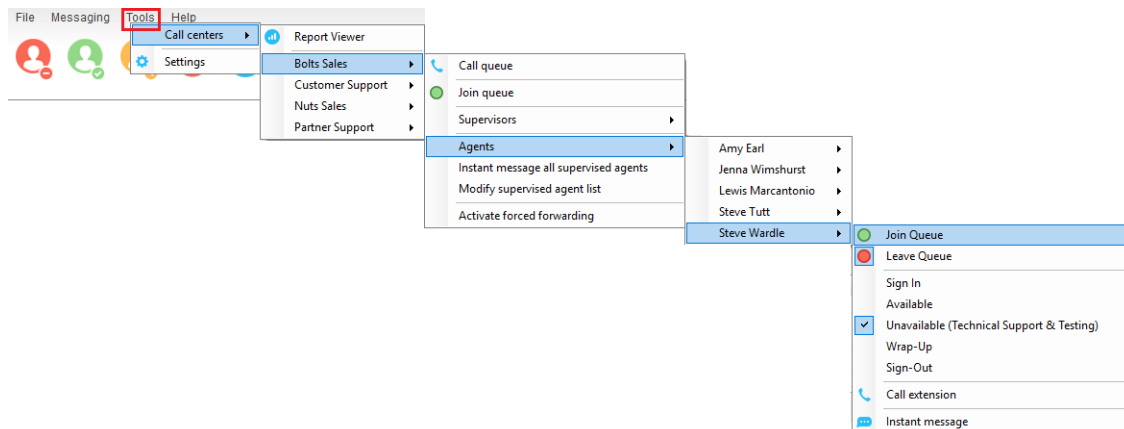 File Messaging Tools Help
Call centers
Settings
Report Viewer
Bolts Sales
Customer Support
Nuts Sales
Partner Support
Call queue
Join queue
Supervisors
Agents
Instant message all supervised agents
Modify supervised agent list
Activate forced forwarding
Amy Earl
Jenna Wimshurst
Lewis Marcantonio
Steve Tutt
Steve Wardle
Join Queue
Leave Queue
Sign In
Available
Unavailable (Technical Support & Testing)
Wrap-Up
Sign-Out
Call extension
Instant message